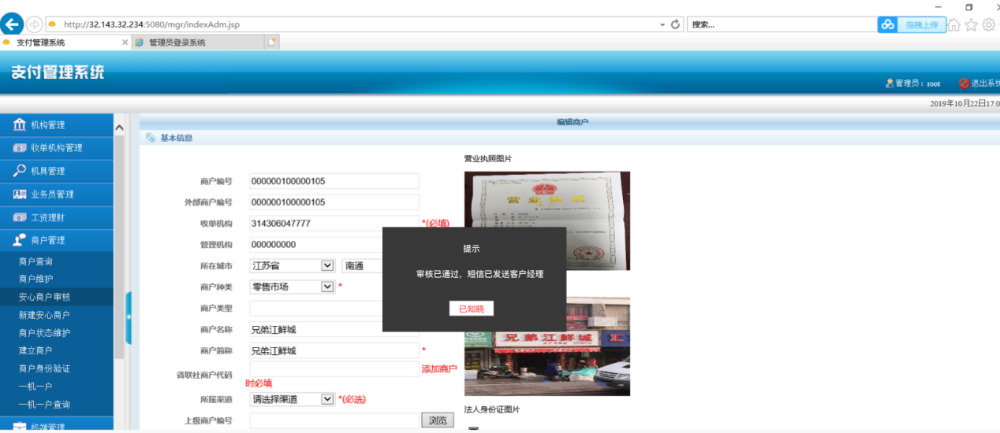 http://32.143.32.234:5080/mgr/indexAdm.jsp
搜索...
拖拽上传
支付管理系统
管理员登录系统
支付管理系统
管理员：root
退出系统
2019年10月22日17:0
机构管理
收单机构管理
机具管理
业务员管理
工资理财
商户管理
商户查询
商户维护
安心商户审核
新建安心商户
商户状态维护
建立商户
商户身份验证
一机一户
一机一户查询
终端管理
编辑商户
基本信息
商户编号 000000100000105
外部商户编号 000000100000105
收单机构 314306047777 *(必填)
管理机构 000000000
所在城市 江苏省 南通
商户种类 零售市场 *
商户类型
商户名称 兄弟江鲜城
商户简称 兄弟江鲜城 *
省联社商户代码 添加商户
时必填
所属渠道 请选择渠道 *(必选)
上级商户编号 浏览
营业执照图片
营业执照
提示
审核已通过，短信已发送客户经理
已知晓
兄弟江鲜城 汇
法人身份证图片